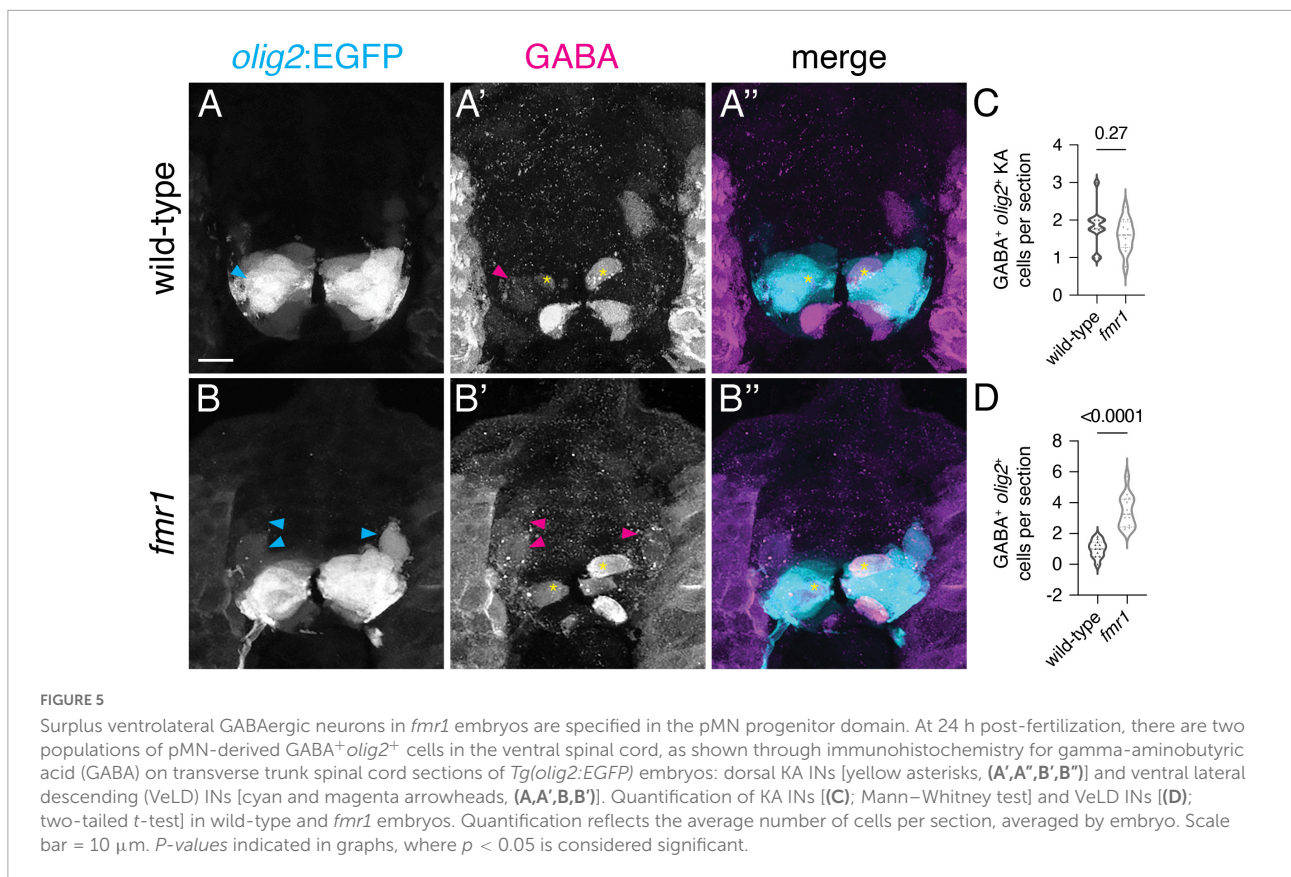 olig2:EGFP
GABA
merge
wild-type
A
A'
A"
fmr1
B
B'
B"
C
0.27
GABA⁺ olig2⁺ KA
cells per section
4
3
2
1
0
wild-type
fmr1
D
<0.0001
GABA⁺ olig2⁺
cells per section
8
6
4
2
0
-2
wild-type
fmr1
FIGURE 5
Surplus ventrolateral GABAergic neurons in fmr1 embryos are specified in the pMN progenitor domain. At 24 h post-fertilization, there are two
populations of pMN-derived GABA⁺olig2⁺ cells in the ventral spinal cord, as shown through immunohistochemistry for gamma-aminobutyric
acid (GABA) on transverse trunk spinal cord sections of Tg(olig2:EGFP) embryos: dorsal KA INs [yellow asterisks, (A′,A″,B′,B″)] and ventral lateral
descending (VeLD) INs [cyan and magenta arrowheads, (A,A′,B,B′)]. Quantification of KA INs [(C); Mann–Whitney test] and VeLD INs [(D);
two-tailed t-test] in wild-type and fmr1 embryos. Quantification reflects the average number of cells per section, averaged by embryo. Scale
bar = 10 μm. P-values indicated in graphs, where p < 0.05 is considered significant.